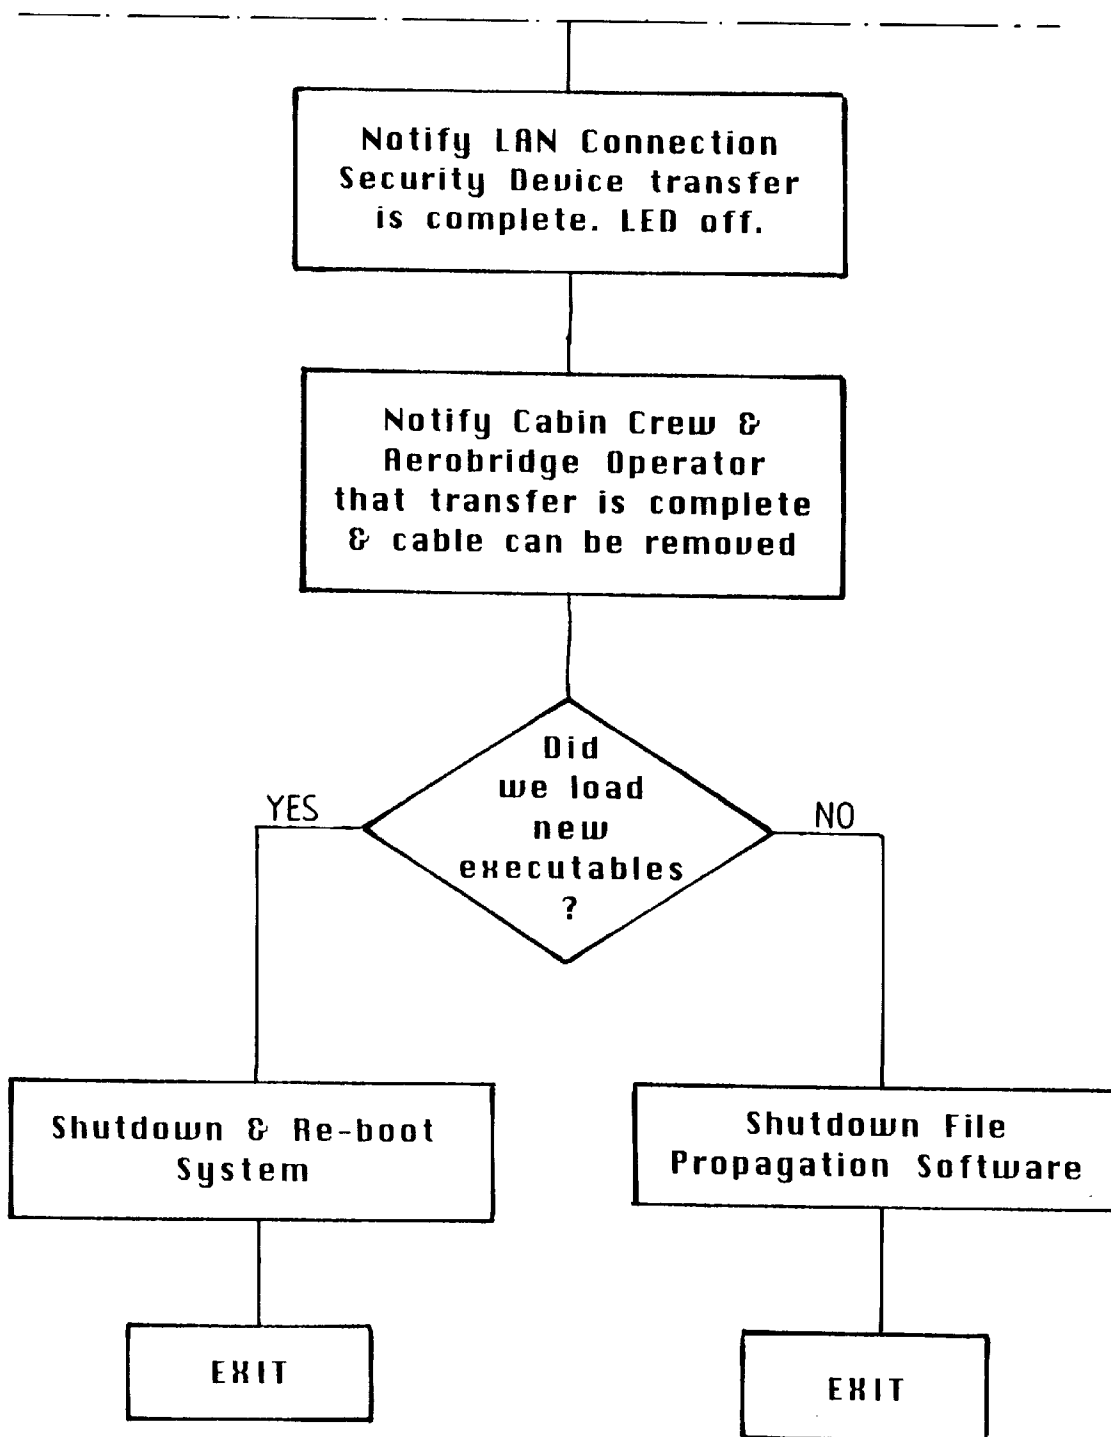 Notify LAN Connection
Security Device transfer
is complete. LED off.
Notify Cabin Crew &
Aerobridge Operator
that transfer is complete
& cable can be removed
Did
we load
new
executables
?
YES
NO
Shutdown & Re-boot
System
Shutdown File
Propagation Software
EXIT
EXIT